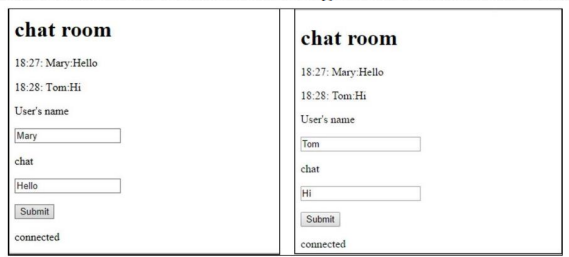 chat room
18:27: Mary:Hello
18:28: Tom:Hi
User's name
Mary
chat
Hello
Submit
connected
chat room
18:27: Mary:Hello
18:28: Tom:Hi
User's name
Tom
chat
Hi
Submit
connected